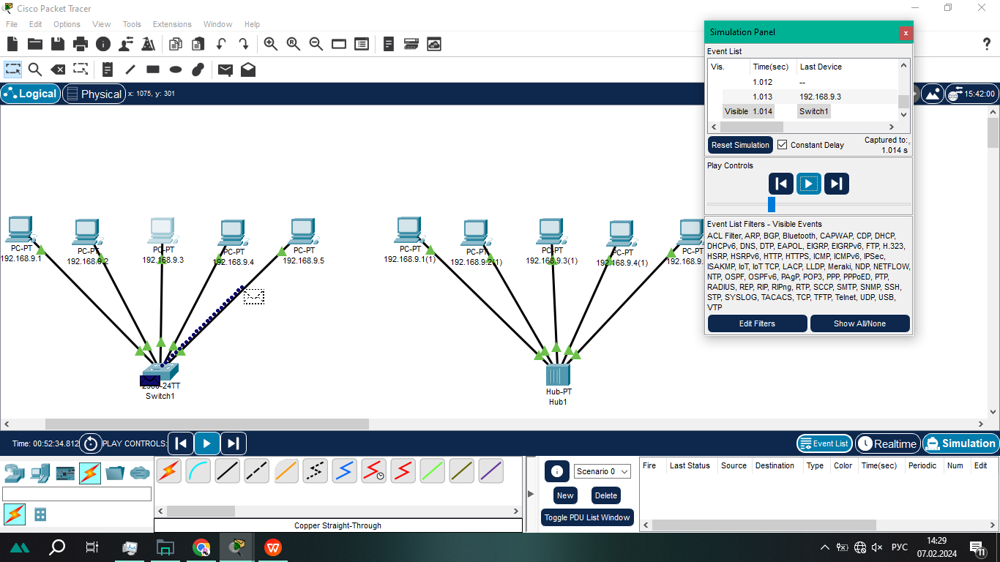 Cisco Packet Tracer
File Edit Options View Tools Extensions Window Help
?
Logical Physical x: 1075, y: 301 15:42:00
Simulation Panel x
Event List
Vis. Time(sec) Last Device
1.012 --
1.013 192.168.9.3
Visible 1.014 Switch1
Reset Simulation Constant Delay Captured to:
1.014 s
Play Controls
Event List Filters - Visible Events
ACL Filter, ARP, BGP, Bluetooth, CAPWAP, CDP, DHCP,
DHCPv6, DNS, DTP, EAPOL, EIGRP, EIGRPv6, FTP, H.323,
HSRP, HSRPv6, HTTP, HTTPS, ICMP, ICMPv6, IPSec,
ISAKMP, IoT, IoT TCP, LACP, LLDP, Meraki, NDP, NETFLOW,
NTP, OSPF, OSPFv6, PAgP, POP3, PPP, PPPoED, PTP,
RADIUS, REP, RIP, RIPng, RTP, SCCP, SMTP, SNMP, SSH,
STP, SYSLOG, TACACS, TCP, TFTP, Telnet, UDP, USB,
VTP
Edit Filters Show All/None
PC-PT
192.168.9.1
PC-PT
192.168.9.2
PC-PT
192.168.9.3
PC-PT
192.168.9.4
PC-PT
192.168.9.5
PC-PT
192.168.9.1(1)
PC-PT
192.168.9.2(1)
PC-PT
192.168.9.3(1)
PC-PT
192.168.9.4(1)
PC-PT
192.168.9.
-24TT
Switch1
Hub-PT
Hub1
Time: 00:52:34.812 PLAY CONTROLS: Event List Realtime Simulation
Copper Straight-Through
Scenario 0
New Delete
Toggle PDU List Window
Fire Last Status Source Destination Type Color Time(sec) Periodic Num Edit
W
РУС
14:29
07.02.2024
11